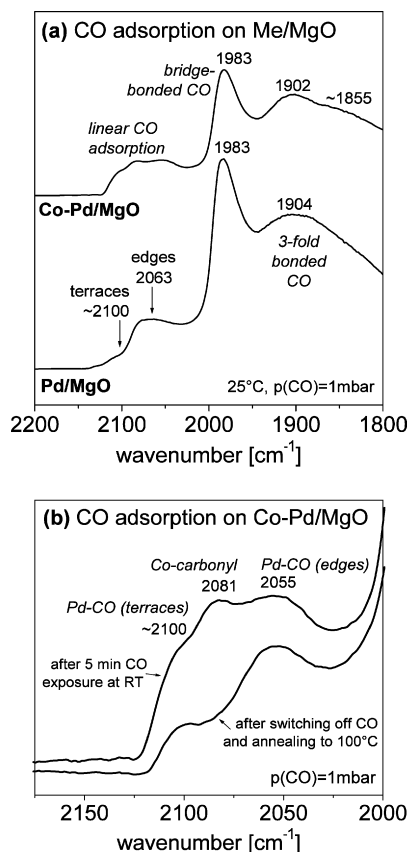 (a) CO adsorption on Me/MgO
1983
bridge-
bonded CO
1902
~1855
linear CO
adsorption
1983
Co-Pd/MgO
1904
3-fold
bonded
CO
edges
2063
terraces
~2100
Pd/MgO
25°C, p(CO)=1mbar
2200 2100 2000 1900 1800
wavenumber [cm⁻¹]
(b) CO adsorption on Co-Pd/MgO
Co-carbonyl
2081
Pd-CO (edges)
2055
Pd-CO (terraces)
~2100
after 5 min CO
exposure at RT
after switching off CO
and annealing to 100°C
p(CO)=1mbar
2150 2100 2050 2000
wavenumber [cm⁻¹]